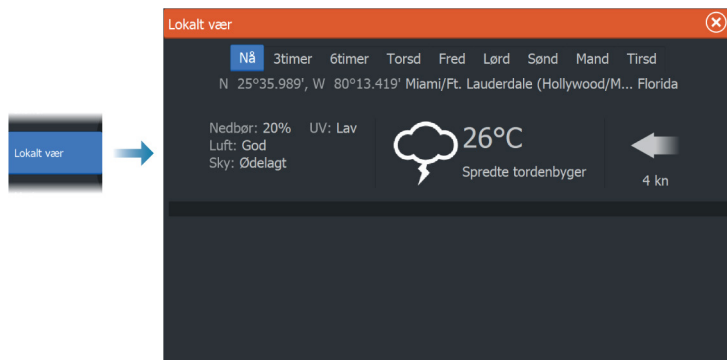 Lokalt vær
Nå 3timer 6timer Torsd Fred Lørd Sønd Mand Tirsd
N 25°35.989', W 80°13.419' Miami/Ft. Lauderdale (Hollywood/M... Florida
Nedbør: 20% UV: Lav
Luft: God
Sky: Ødelagt
26°C
Spredte tordenbyger
4 kn
Lokalt vær